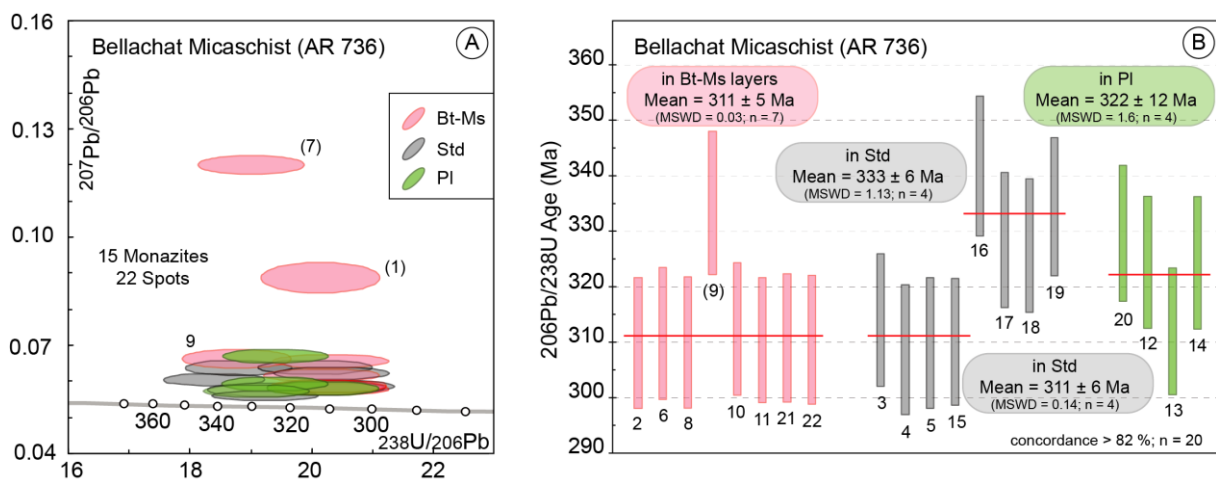 Bellachat Micaschist (AR 736)
A
0.16
0.13
0.10
0.07
0.04
207Pb/206Pb
(7)
(1)
9
Bt-Ms
Std
Pl
15 Monazites
22 Spots
360
340
320
300
238U/206Pb
16
18
20
22
Bellachat Micaschist (AR 736)
B
360
350
340
330
320
310
300
290
206Pb/238U Age (Ma)
in Bt-Ms layers
Mean = 311 ± 5 Ma
(MSWD = 0.03; n = 7)
in Std
Mean = 333 ± 6 Ma
(MSWD = 1.13; n = 4)
in Pl
Mean = 322 ± 12 Ma
(MSWD = 1.6; n = 4)
in Std
Mean = 311 ± 6 Ma
(MSWD = 0.14; n = 4)
2
6
8
(9)
10
11
21
22
3
4
5
15
16
17
18
19
20
12
13
14
concordance > 82 %; n = 20